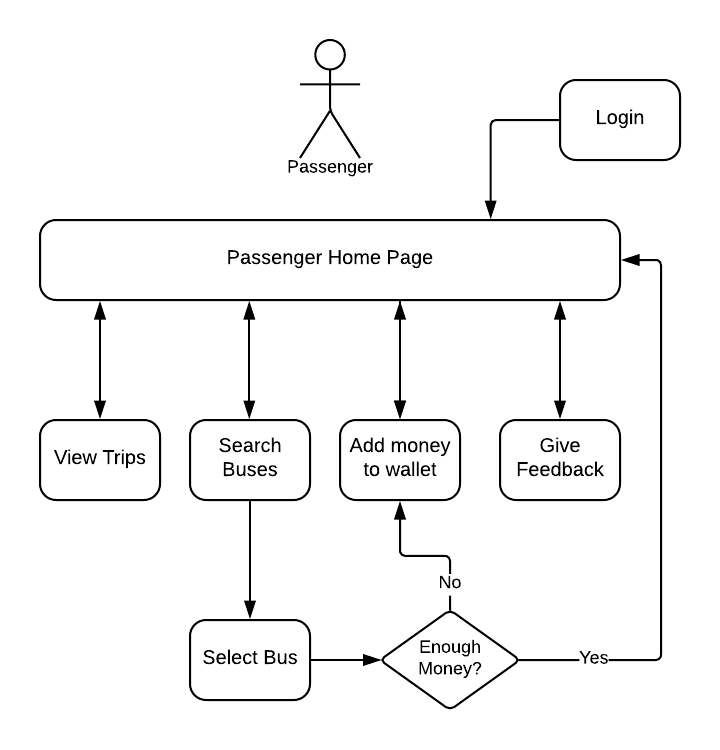 Login
Passenger
Passenger Home Page
View Trips
Search
Buses
Add money
to wallet
Give
Feedback
No
Select Bus
Enough
Money?
Yes